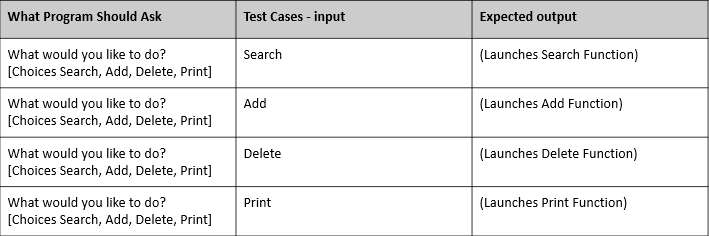 What Program Should Ask	Test Cases - input	Expected output
What would you like to do?	Search	(Launches Search Function)
[Choices Search, Add, Delete, Print]
What would you like to do?	Add	(Launches Add Function)
[Choices Search, Add, Delete, Print]
What would you like to do?	Delete	(Launches Delete Function)
[Choices Search, Add, Delete, Print]
What would you like to do?	Print	(Launches Print Function)
[Choices Search, Add, Delete, Print]